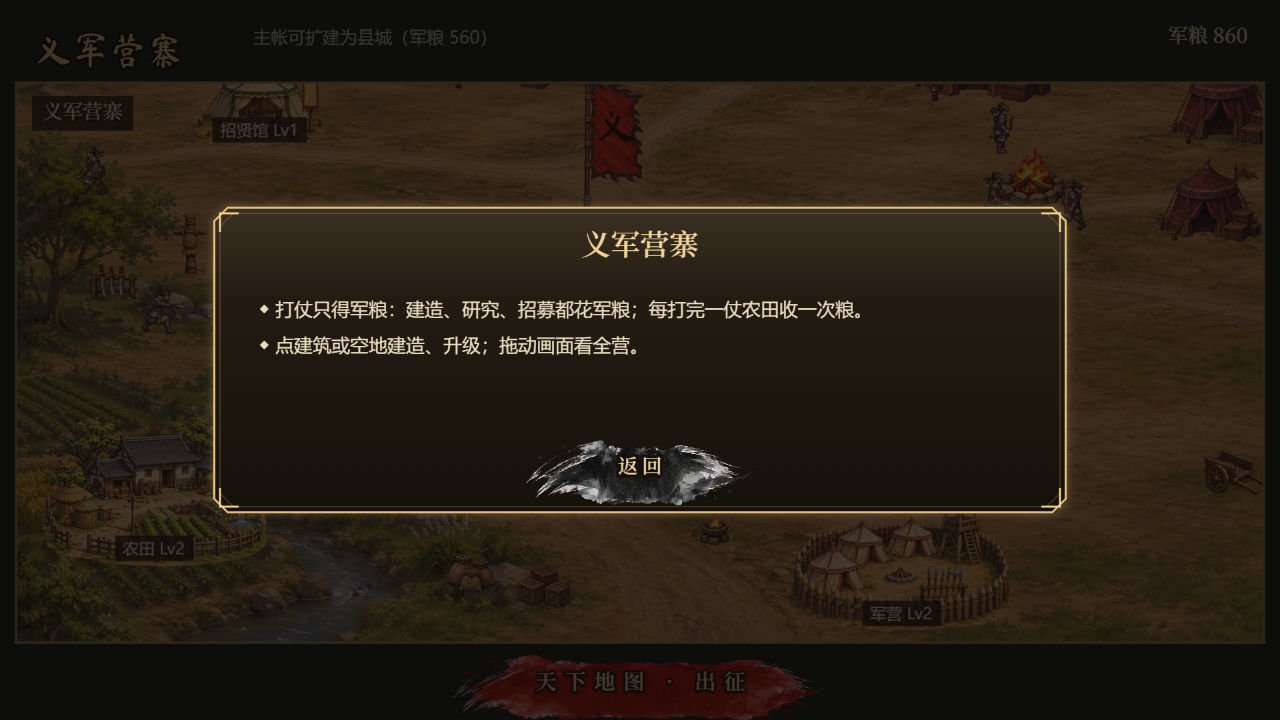 义军营寨
主帐可扩建为县城（军粮 560）
军粮 860
义军营寨
招贤馆 Lv1
义
义军营寨
◆ 打仗只得军粮：建造、研究、招募都花军粮；每打完一仗农田收一次粮。
◆ 点建筑或空地建造、升级；拖动画面看全营。
返回
农田 Lv2
军营 Lv2
天下地图 · 出征